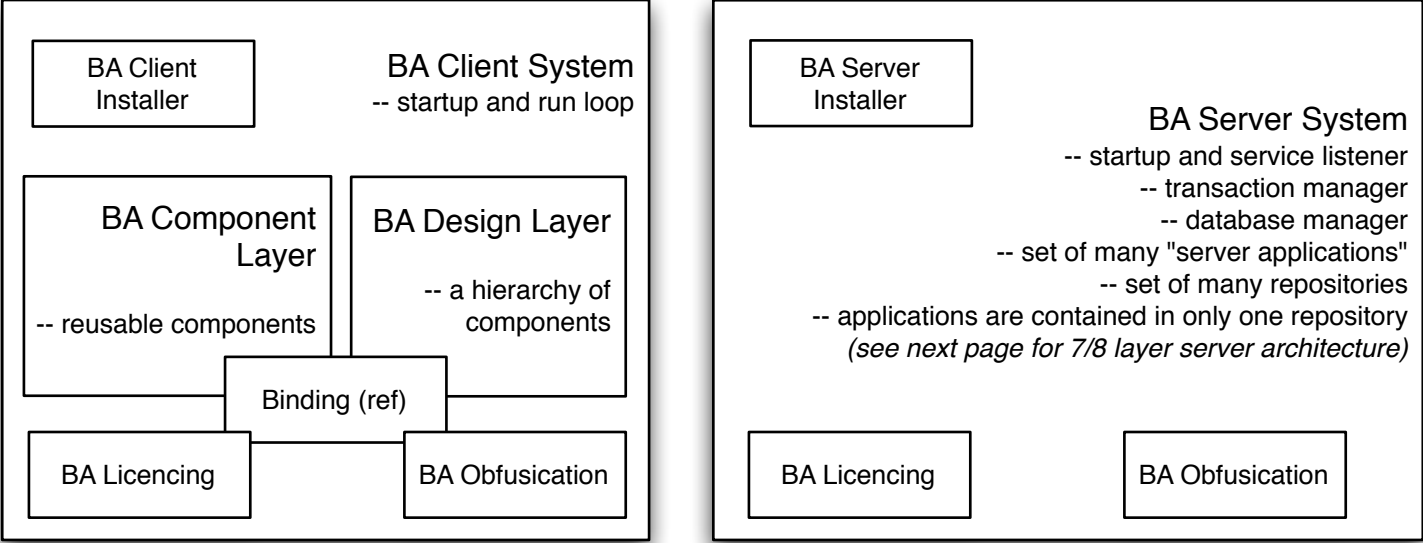 BA Client
Installer
BA Client System
-- startup and run loop
BA Component
Layer
-- reusable components
BA Design Layer
-- a hierarchy of
components
Binding (ref)
BA Licencing
BA Obfusication
BA Server
Installer
BA Server System
-- startup and service listener
-- transaction manager
-- database manager
-- set of many "server applications"
-- set of many repositories
-- applications are contained in only one repository
(see next page for 7/8 layer server architecture)
BA Licencing
BA Obfusication